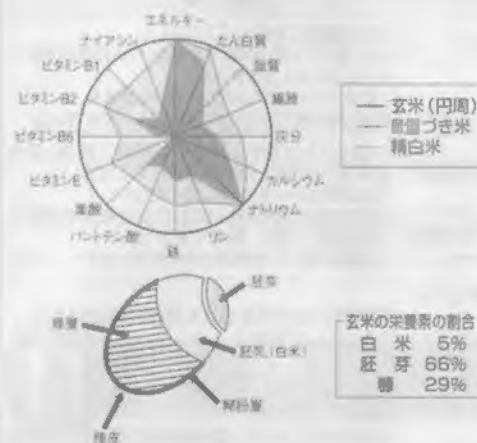 エネルギー
たん白質
脂質
繊維
灰分
カルシウム
ナトリウム
リン
鉄
パントテン酸
葉酸
ビタミンE
ビタミンB6
ビタミンB2
ビタミンB1
ナイアシン
玄米(円周)
づき米
精白米
胚芽
胚乳(白米)
糊粉層
種皮
玄米の栄養素の割合
白 米 5%
胚 芽 66%
糠 29%